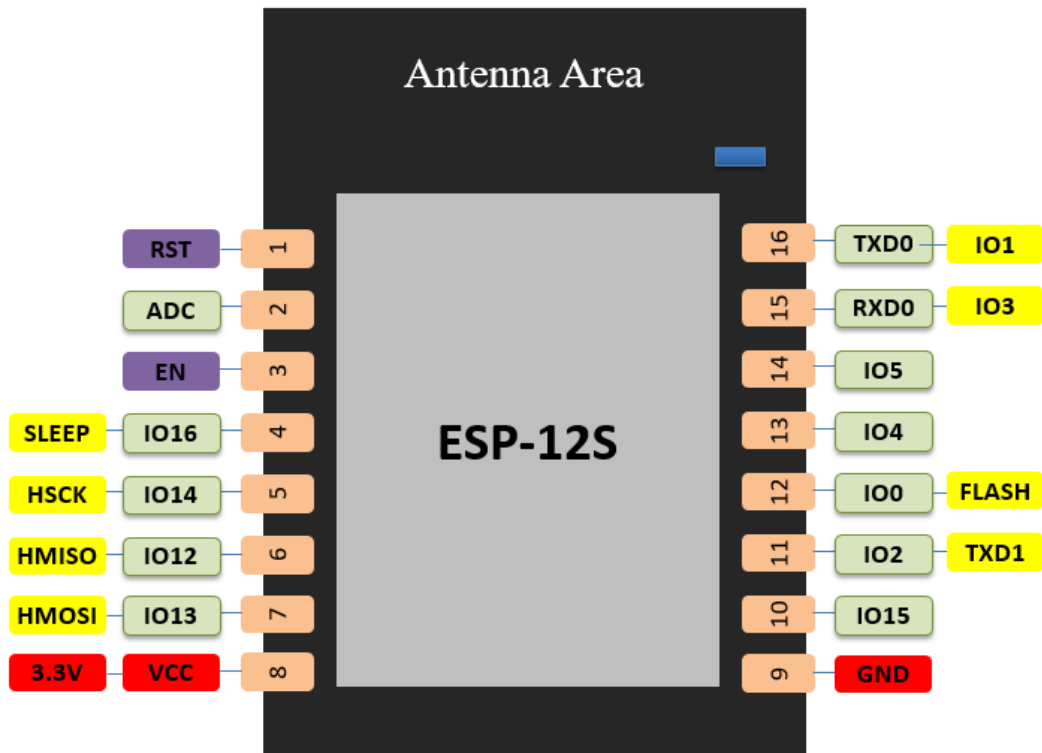 Antenna Area
RST 1
ADC 2
EN 3
SLEEP IO16 4
HSCK IO14 5
HMISO IO12 6
HMOSI IO13 7
3.3V VCC 8
ESP-12S
16 TXD0 IO1
15 RXD0 IO3
14 IO5
13 IO4
12 IO0 FLASH
11 IO2 TXD1
10 IO15
9 GND